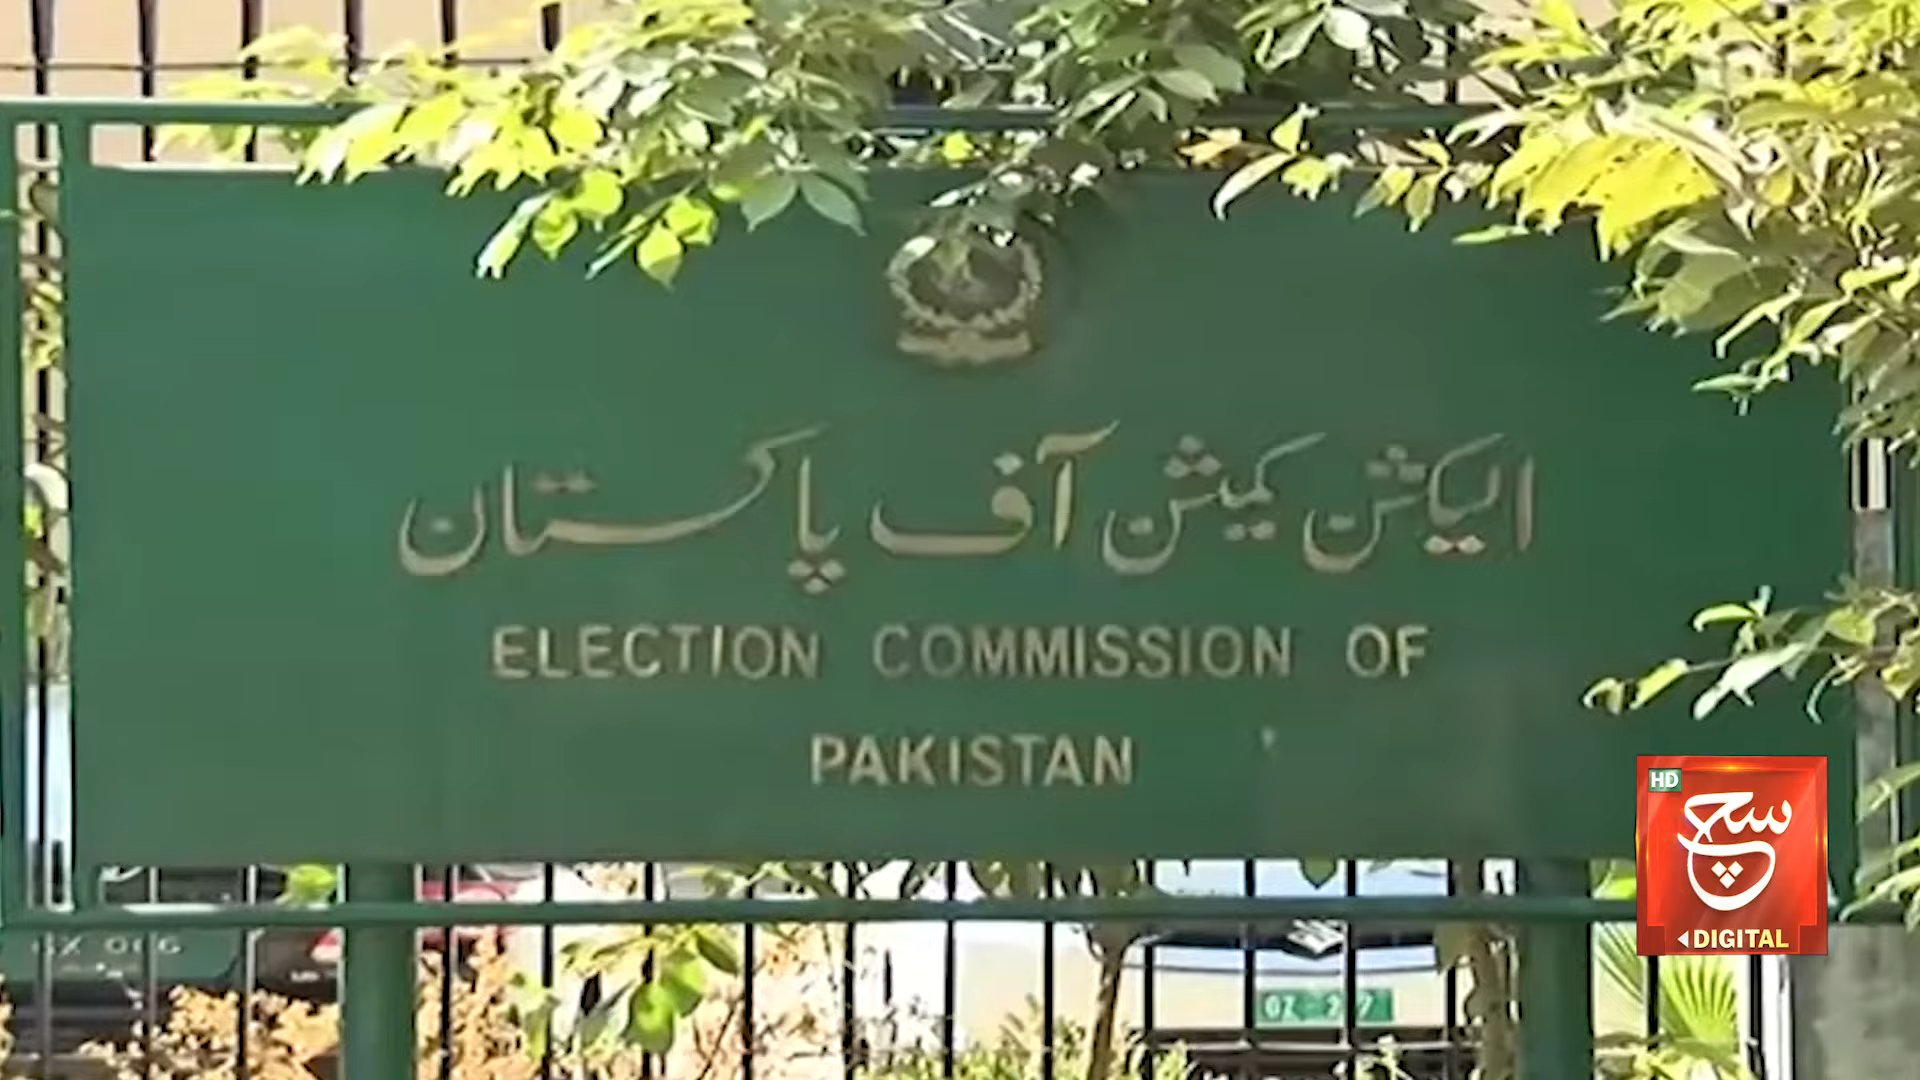 الیکشن کمیشن آف پاکستان
ELECTION COMMISSION OF
PAKISTAN
HD
سچ
DIGITAL